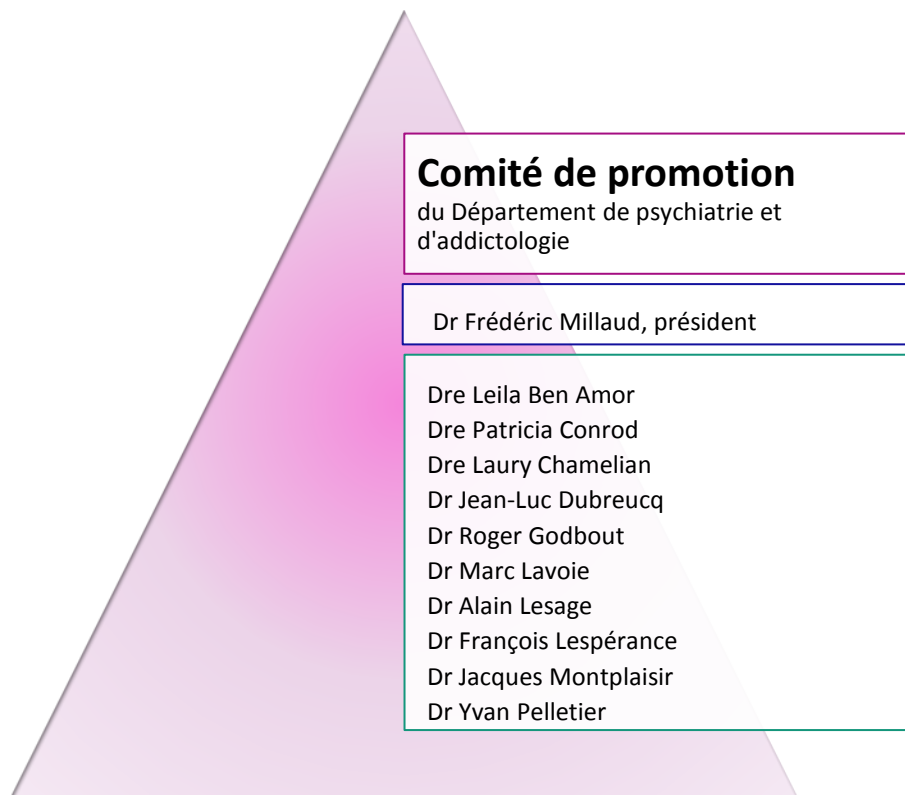 Comité de promotion
du Département de psychiatrie et
d'addictologie
Dr Frédéric Millaud, président
Dre Leila Ben Amor
Dre Patricia Conrod
Dre Laury Chamelian
Dr Jean-Luc Dubreucq
Dr Roger Godbout
Dr Marc Lavoie
Dr Alain Lesage
Dr François Lespérance
Dr Jacques Montplaisir
Dr Yvan Pelletier